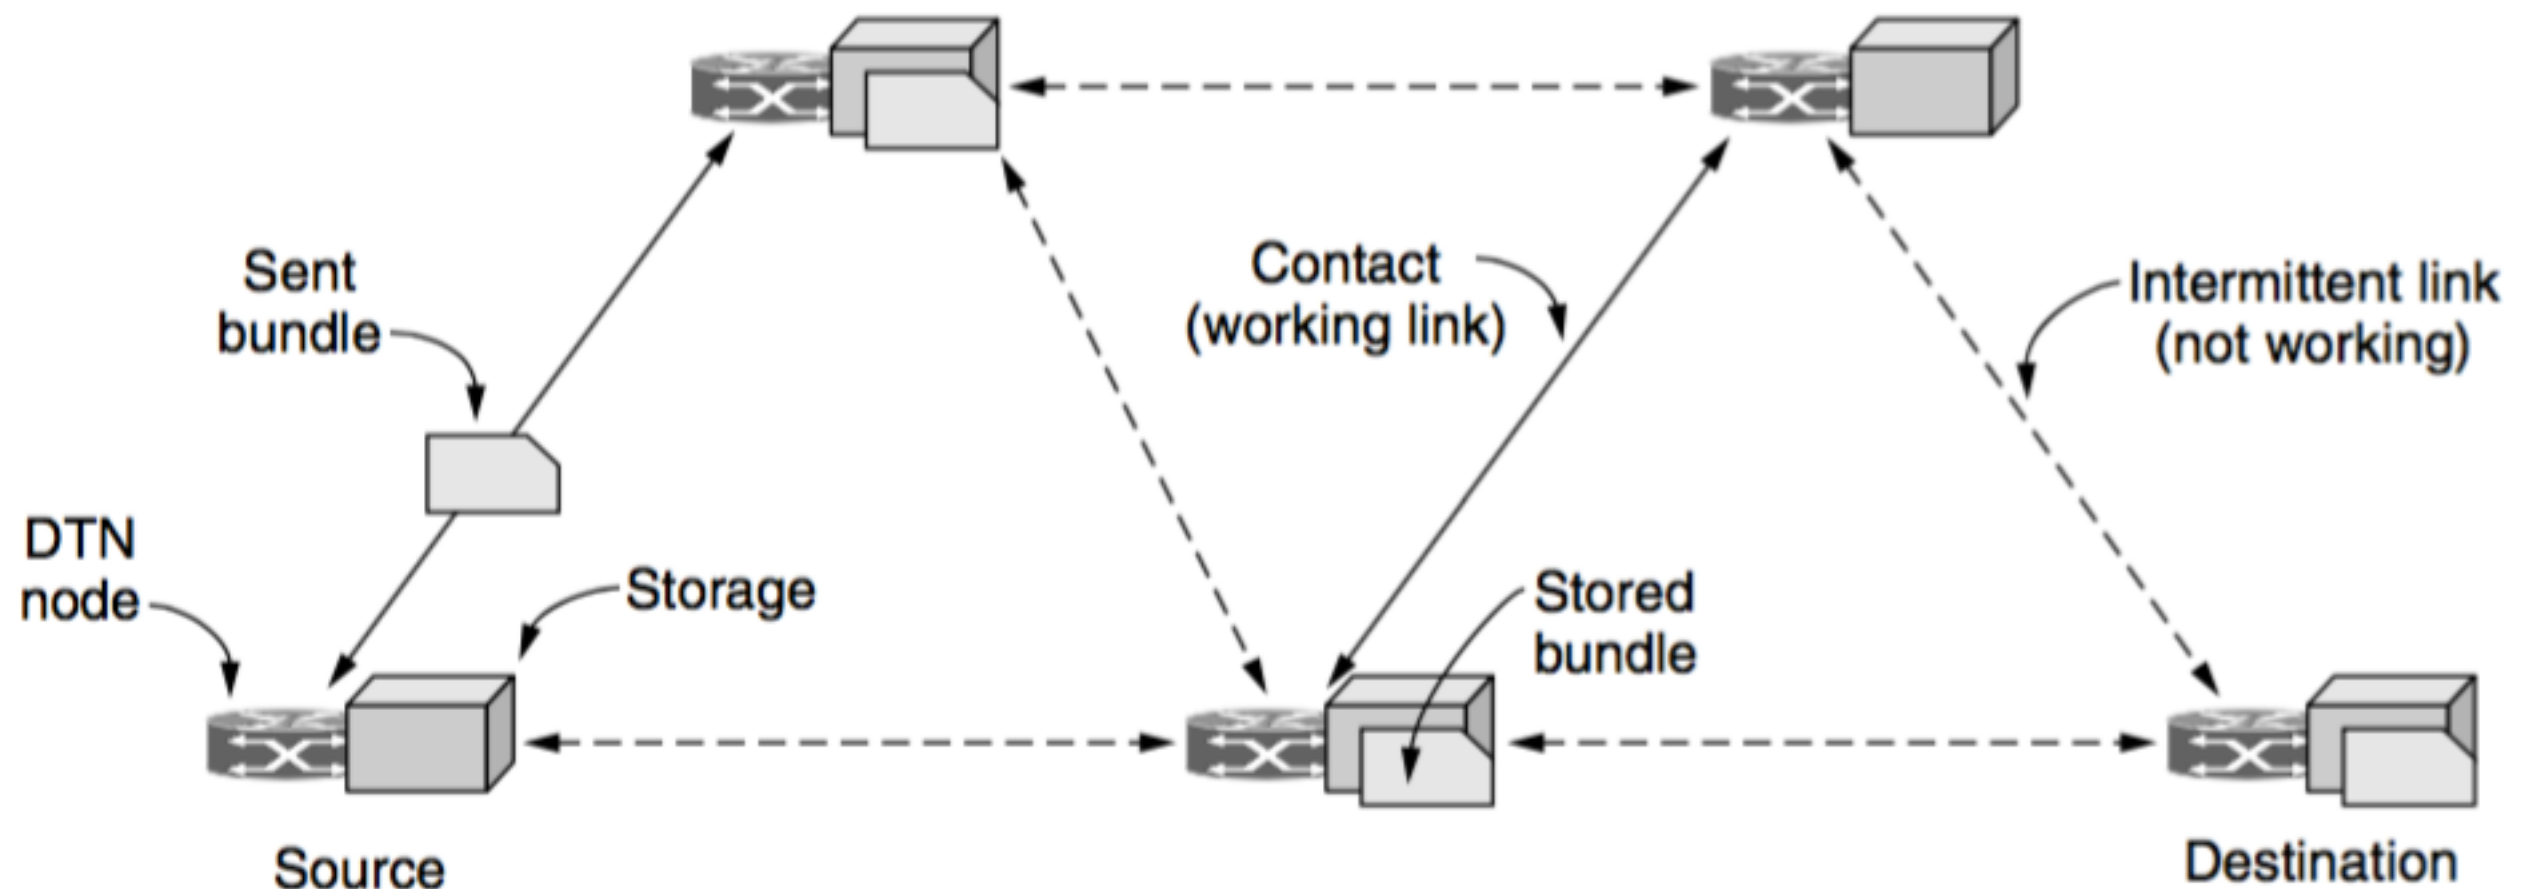 Sent
bundle
Contact
(working link)
Intermittent link
(not working)
DTN
node
Storage
Stored
bundle
Source
Destination